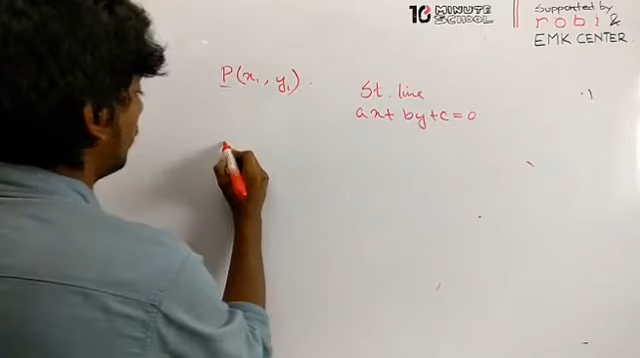 10 MINUTE SCHOOL
Supported by
robi &
EMK CENTER
P(x₁, y₁)
St. line
ax+by+c=0